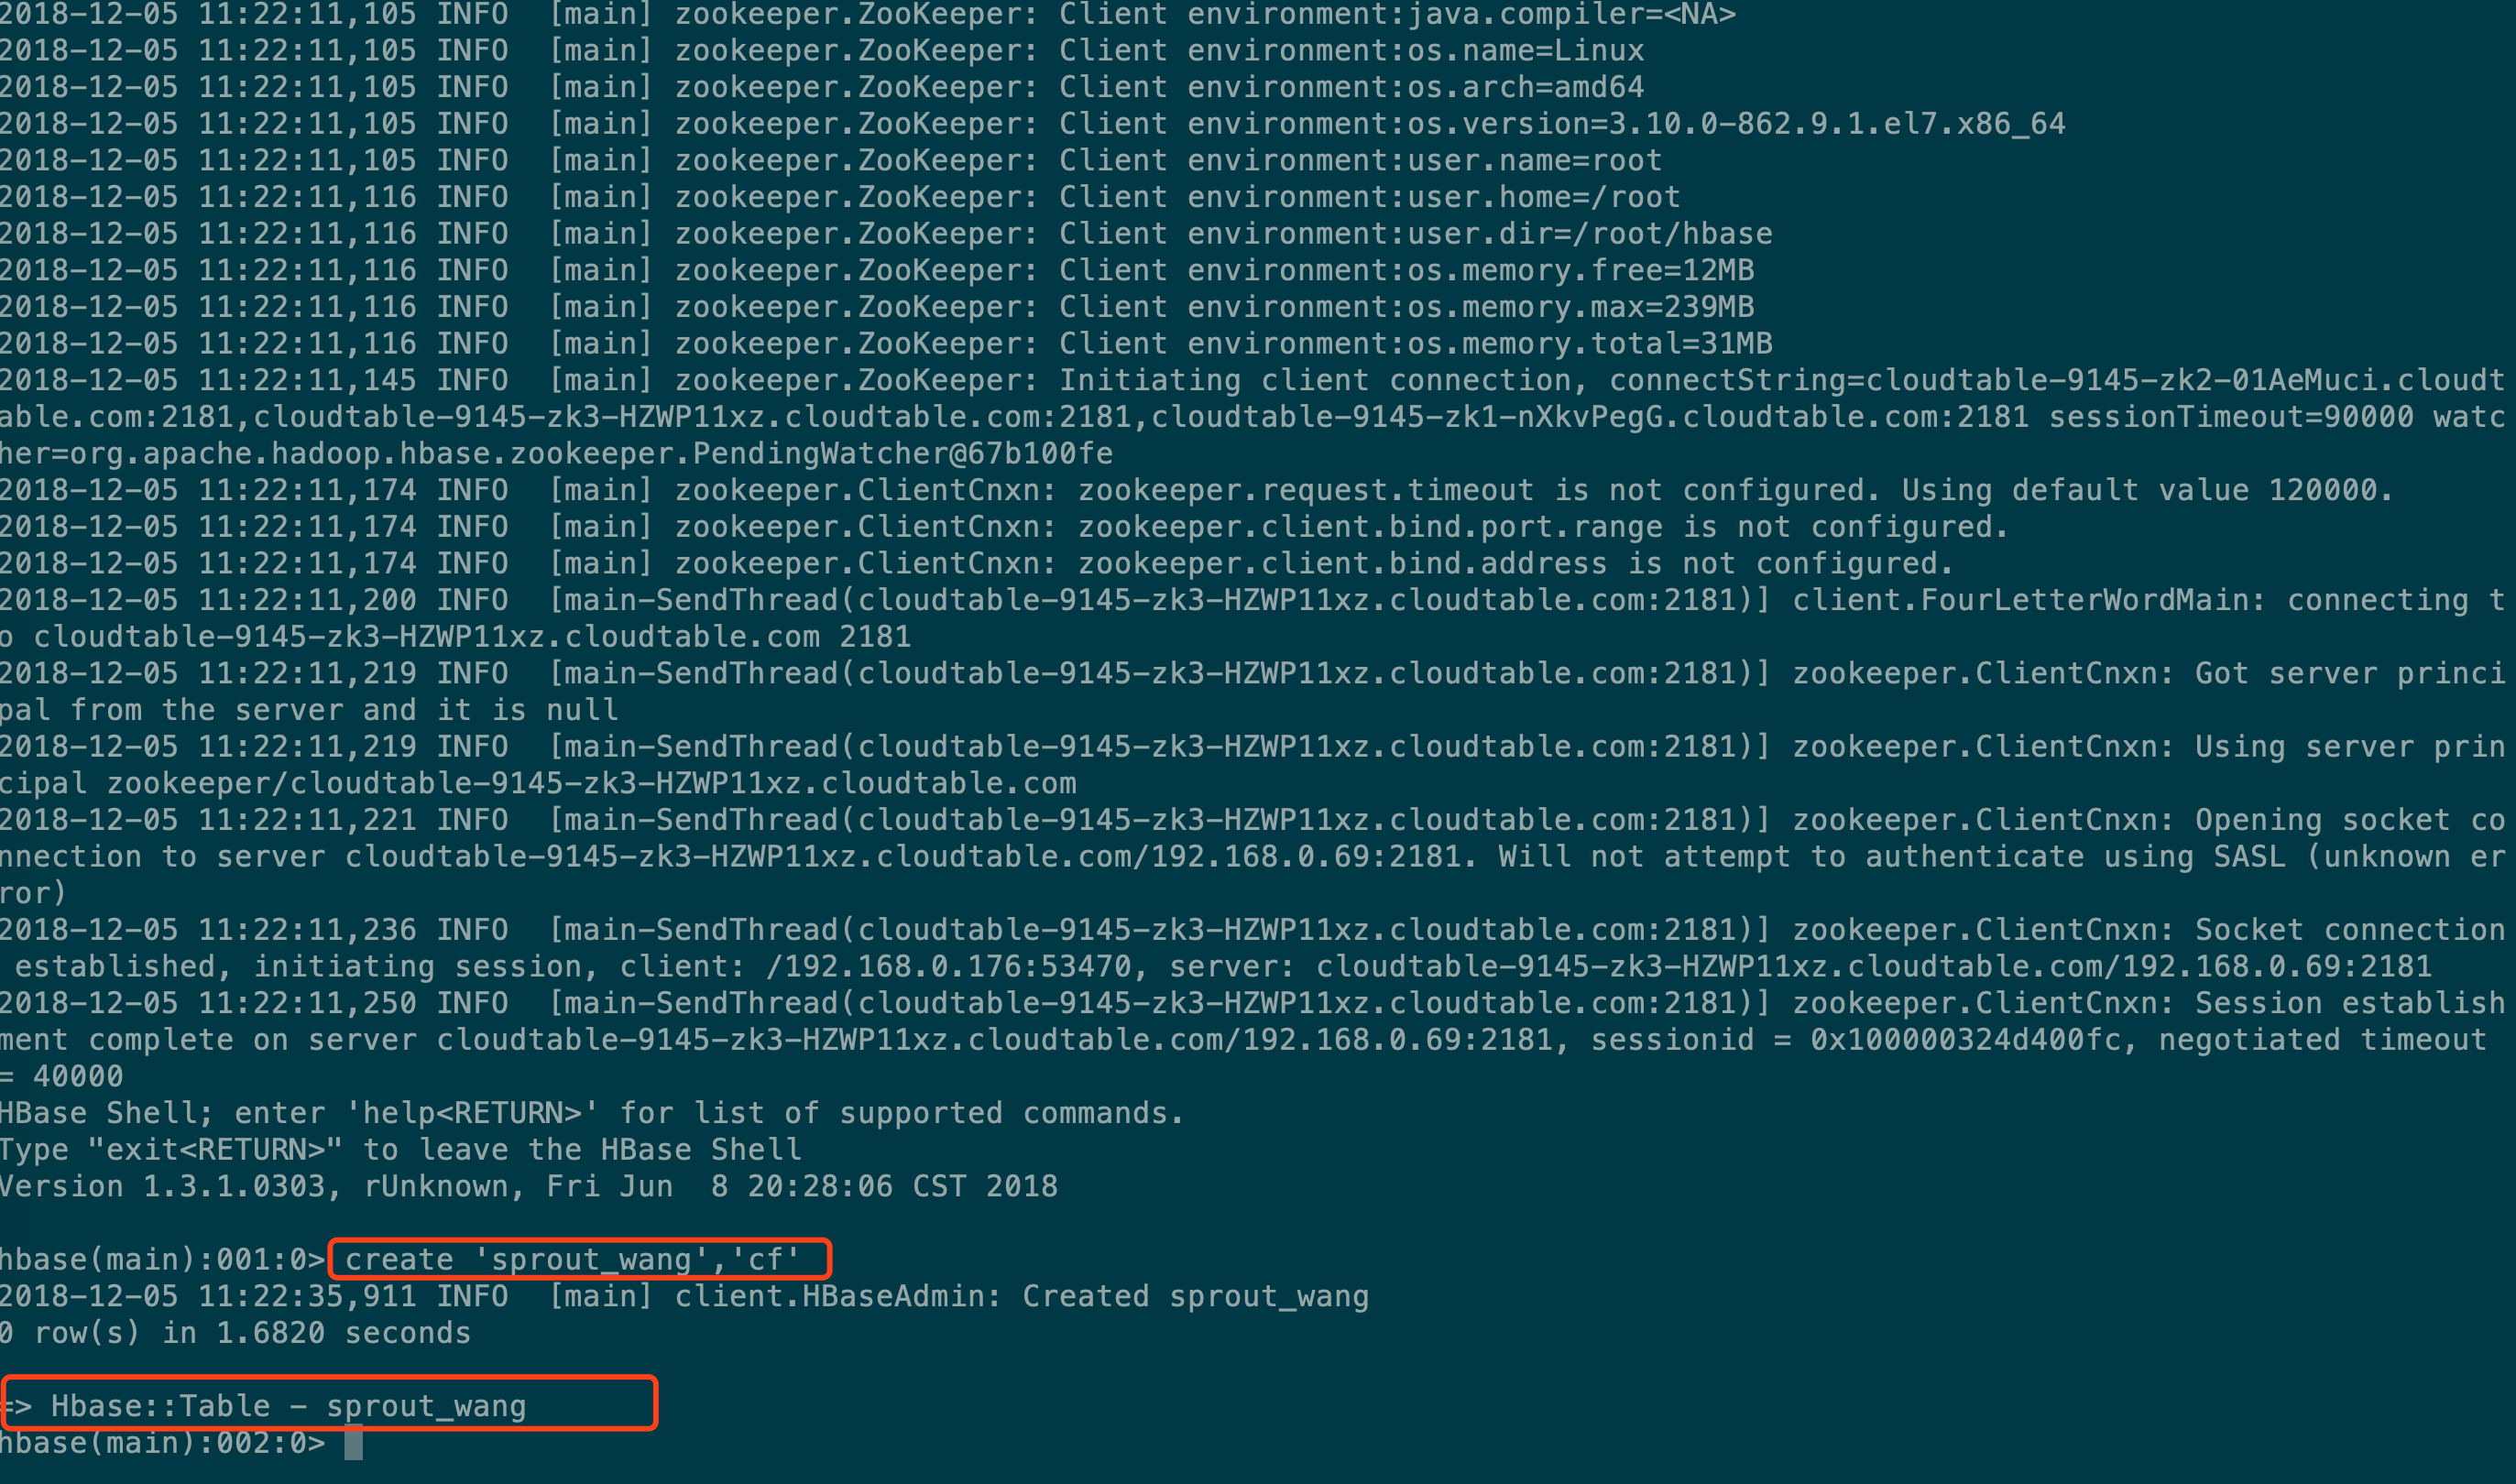 2018-12-05 11:22:11,105 INFO  [main] zookeeper.ZooKeeper: Client environment:java.compiler=<NA>
2018-12-05 11:22:11,105 INFO  [main] zookeeper.ZooKeeper: Client environment:os.name=Linux
2018-12-05 11:22:11,105 INFO  [main] zookeeper.ZooKeeper: Client environment:os.arch=amd64
2018-12-05 11:22:11,105 INFO  [main] zookeeper.ZooKeeper: Client environment:os.version=3.10.0-862.9.1.el7.x86_64
2018-12-05 11:22:11,105 INFO  [main] zookeeper.ZooKeeper: Client environment:user.name=root
2018-12-05 11:22:11,116 INFO  [main] zookeeper.ZooKeeper: Client environment:user.home=/root
2018-12-05 11:22:11,116 INFO  [main] zookeeper.ZooKeeper: Client environment:user.dir=/root/hbase
2018-12-05 11:22:11,116 INFO  [main] zookeeper.ZooKeeper: Client environment:os.memory.free=12MB
2018-12-05 11:22:11,116 INFO  [main] zookeeper.ZooKeeper: Client environment:os.memory.max=239MB
2018-12-05 11:22:11,116 INFO  [main] zookeeper.ZooKeeper: Client environment:os.memory.total=31MB
2018-12-05 11:22:11,145 INFO  [main] zookeeper.ZooKeeper: Initiating client connection, connectString=cloudtable-9145-zk2-01AeMuci.cloudt
able.com:2181,cloudtable-9145-zk3-HZWP11xz.cloudtable.com:2181,cloudtable-9145-zk1-nXkvPegG.cloudtable.com:2181 sessionTimeout=90000 watc
her=org.apache.hadoop.hbase.zookeeper.PendingWatcher@67b100fe
2018-12-05 11:22:11,174 INFO  [main] zookeeper.ClientCnxn: zookeeper.request.timeout is not configured. Using default value 120000.
2018-12-05 11:22:11,174 INFO  [main] zookeeper.ClientCnxn: zookeeper.client.bind.port.range is not configured.
2018-12-05 11:22:11,174 INFO  [main] zookeeper.ClientCnxn: zookeeper.client.bind.address is not configured.
2018-12-05 11:22:11,200 INFO  [main-SendThread(cloudtable-9145-zk3-HZWP11xz.cloudtable.com:2181)] client.FourLetterWordMain: connecting t
o cloudtable-9145-zk3-HZWP11xz.cloudtable.com 2181
2018-12-05 11:22:11,219 INFO  [main-SendThread(cloudtable-9145-zk3-HZWP11xz.cloudtable.com:2181)] zookeeper.ClientCnxn: Got server princi
pal from the server and it is null
2018-12-05 11:22:11,219 INFO  [main-SendThread(cloudtable-9145-zk3-HZWP11xz.cloudtable.com:2181)] zookeeper.ClientCnxn: Using server prin
cipal zookeeper/cloudtable-9145-zk3-HZWP11xz.cloudtable.com
2018-12-05 11:22:11,221 INFO  [main-SendThread(cloudtable-9145-zk3-HZWP11xz.cloudtable.com:2181)] zookeeper.ClientCnxn: Opening socket co
nnection to server cloudtable-9145-zk3-HZWP11xz.cloudtable.com/192.168.0.69:2181. Will not attempt to authenticate using SASL (unknown er
ror)
2018-12-05 11:22:11,236 INFO  [main-SendThread(cloudtable-9145-zk3-HZWP11xz.cloudtable.com:2181)] zookeeper.ClientCnxn: Socket connection
 established, initiating session, client: /192.168.0.176:53470, server: cloudtable-9145-zk3-HZWP11xz.cloudtable.com/192.168.0.69:2181
2018-12-05 11:22:11,250 INFO  [main-SendThread(cloudtable-9145-zk3-HZWP11xz.cloudtable.com:2181)] zookeeper.ClientCnxn: Session establish
ment complete on server cloudtable-9145-zk3-HZWP11xz.cloudtable.com/192.168.0.69:2181, sessionid = 0x100000324d400fc, negotiated timeout
= 40000
HBase Shell; enter 'help<RETURN>' for list of supported commands.
Type "exit<RETURN>" to leave the HBase Shell
Version 1.3.1.0303, rUnknown, Fri Jun  8 20:28:06 CST 2018
hbase(main):001:0> create 'sprout_wang','cf'
2018-12-05 11:22:35,911 INFO  [main] client.HBaseAdmin: Created sprout_wang
0 row(s) in 1.6820 seconds
=> Hbase::Table - sprout_wang
hbase(main):002:0>